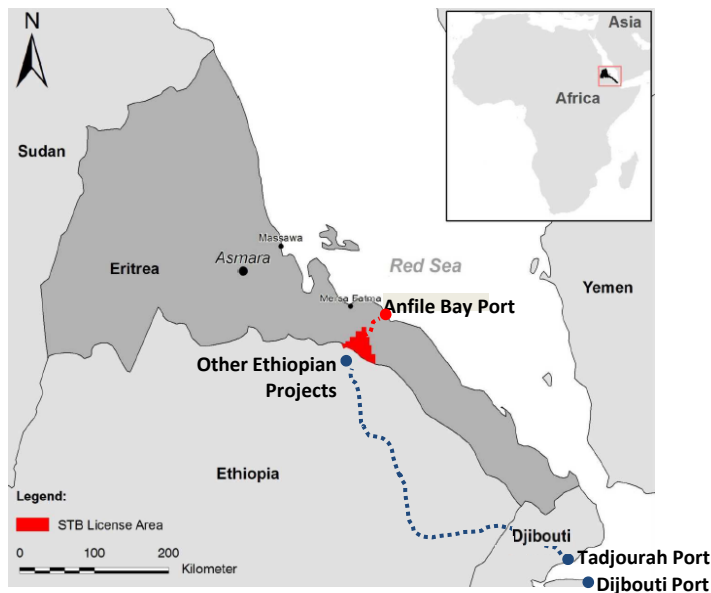 N
Asia
Africa
Sudan
Massawa
Asmara
Eritrea
Red Sea
Yemen
Mersa Fatma
Anfile Bay Port
Other Ethiopian
Projects
Ethiopia
Legend:
STB License Area
Djibouti
0 50 100 200
Kilometer
Tadjourah Port
Dijbouti Port